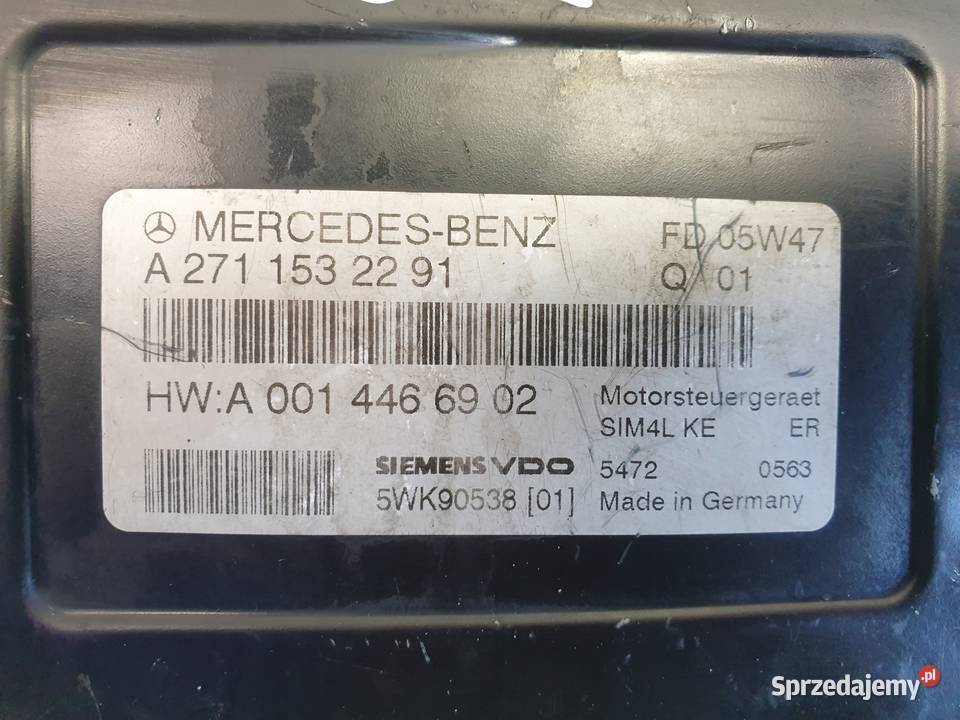 MERCEDES-BENZ FD 05W47
A 271 153 22 91 Q 01
HW:A 001 446 69 02 Motorsteuergeraet
SIM4L KE ER
SIEMENS VDO 5472 0563
5WK90538 [01] Made in Germany
Sprzedajemy.pl